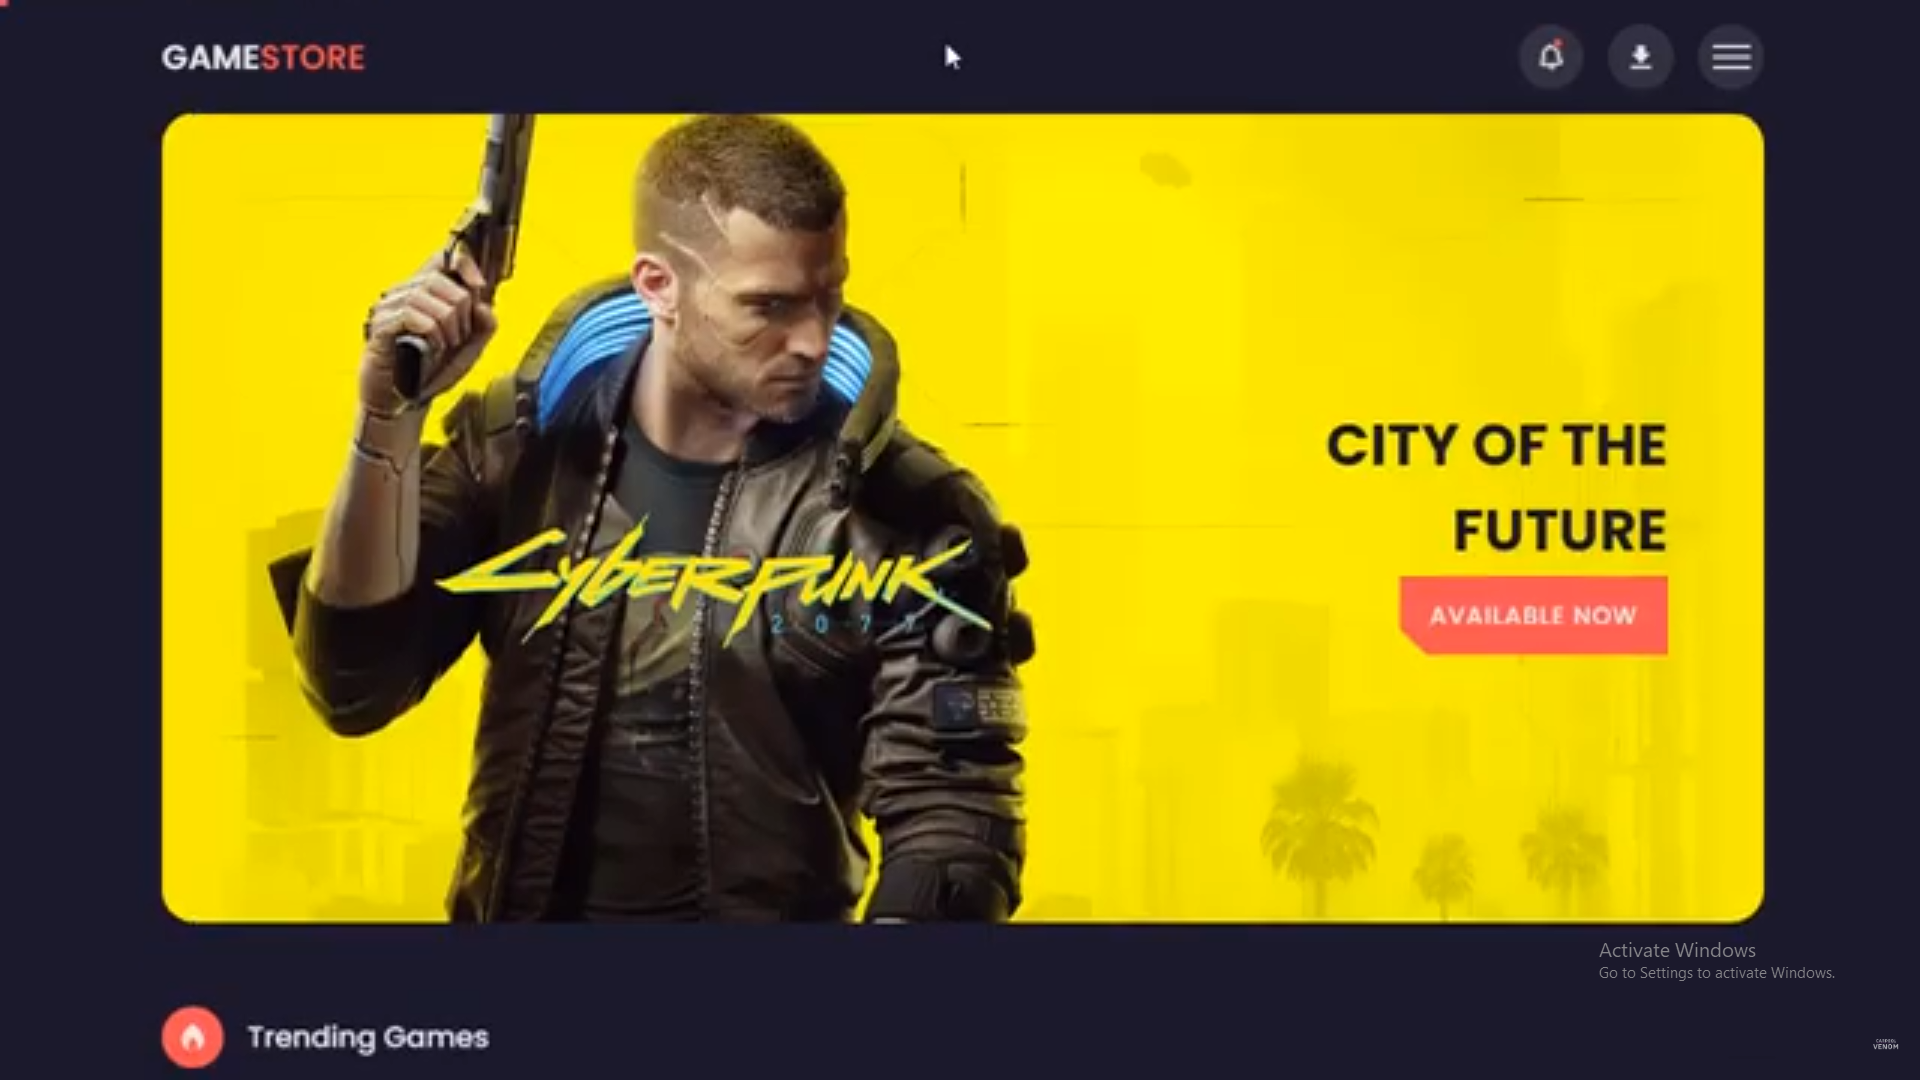 GAMESTORE
CITY OF THE
FUTURE
CYBERPUNK
2077
AVAILABLE NOW
Activate Windows
Go to Settings to activate Windows.
Trending Games
VENOM